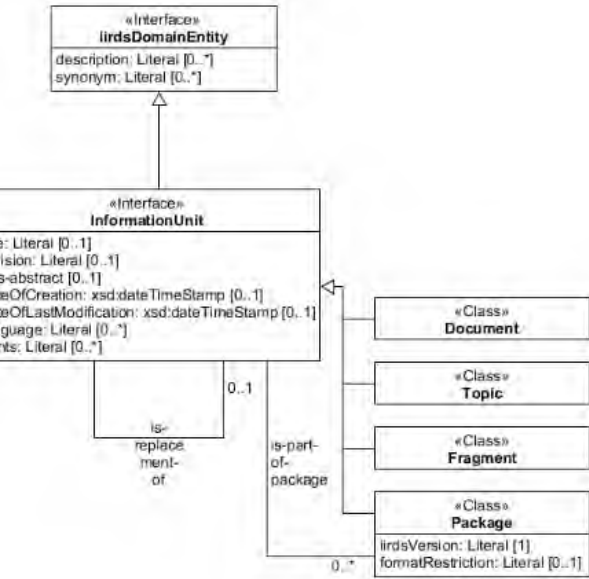 «Interface»
iirdsDomainEntity
description: Literal [0..*]
synonym: Literal [0..*]
«Interface»
InformationUnit
e: Literal [0..1]
ision: Literal [0..1]
s-abstract [0..1]
teOfCreation: xsd:dateTimeStamp [0..1]
teOfLastModification: xsd:dateTimeStamp [0..1]
guage: Literal [0..*]
nts: Literal [0..*]
0..1
is-
replace
ment-
of
is-part-
of-
package
0..*
«Class»
Document
«Class»
Topic
«Class»
Fragment
«Class»
Package
iirdsVersion: Literal [1]
formatRestriction: Literal [0..1]